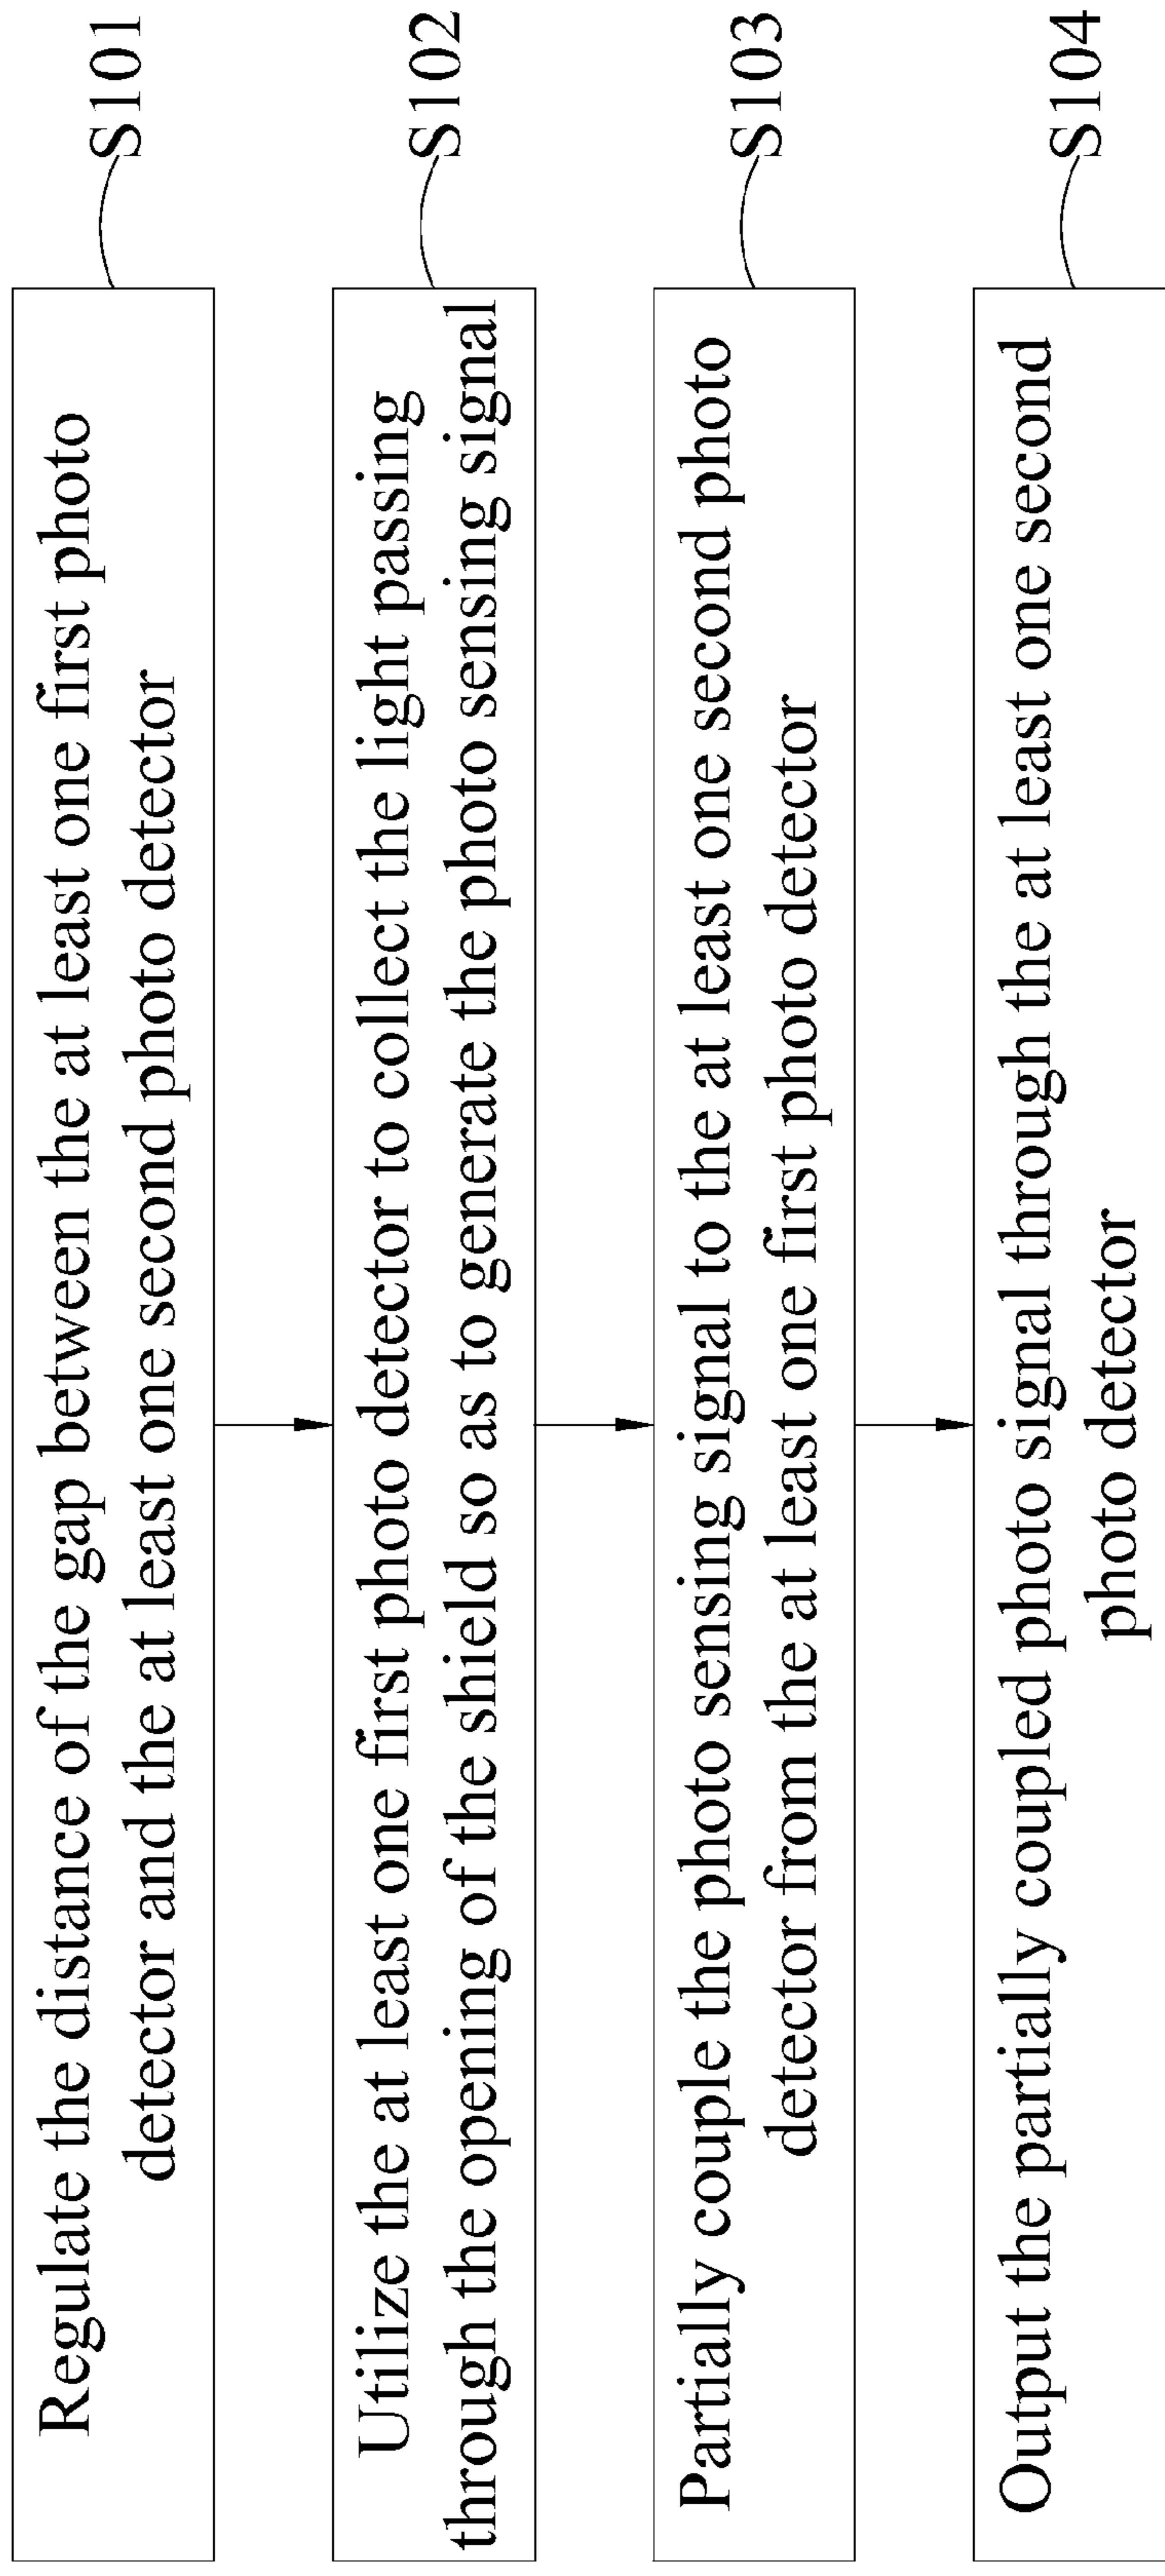 Regulate the distance of the gap between the at least one first photo
detector and the at least one second photo detector
S101
Utilize the at least one first photo detector to collect the light passing
through the opening of the shield so as to generate the photo sensing signal
S102
Partially couple the photo sensing signal to the at least one second photo
detector from the at least one first photo detector
S103
Output the partially coupled photo signal through the at least one second
photo detector
S104